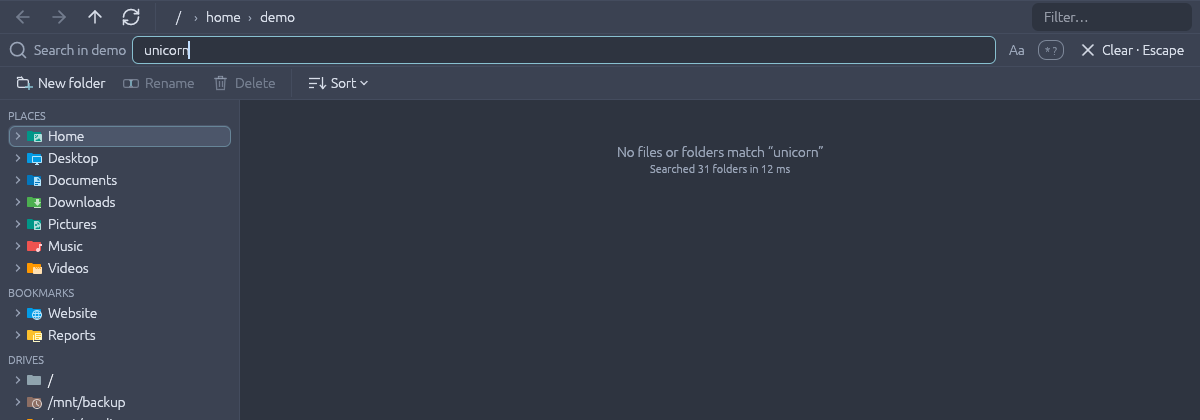 / › home › demo
Filter…
Search in demo unicorn Aa *? Clear · Escape
New folder Rename Delete Sort
PLACES
Home
Desktop
Documents
Downloads
Pictures
Music
Videos
BOOKMARKS
Website
Reports
DRIVES
/
/mnt/backup
No files or folders match “unicorn”
Searched 31 folders in 12 ms